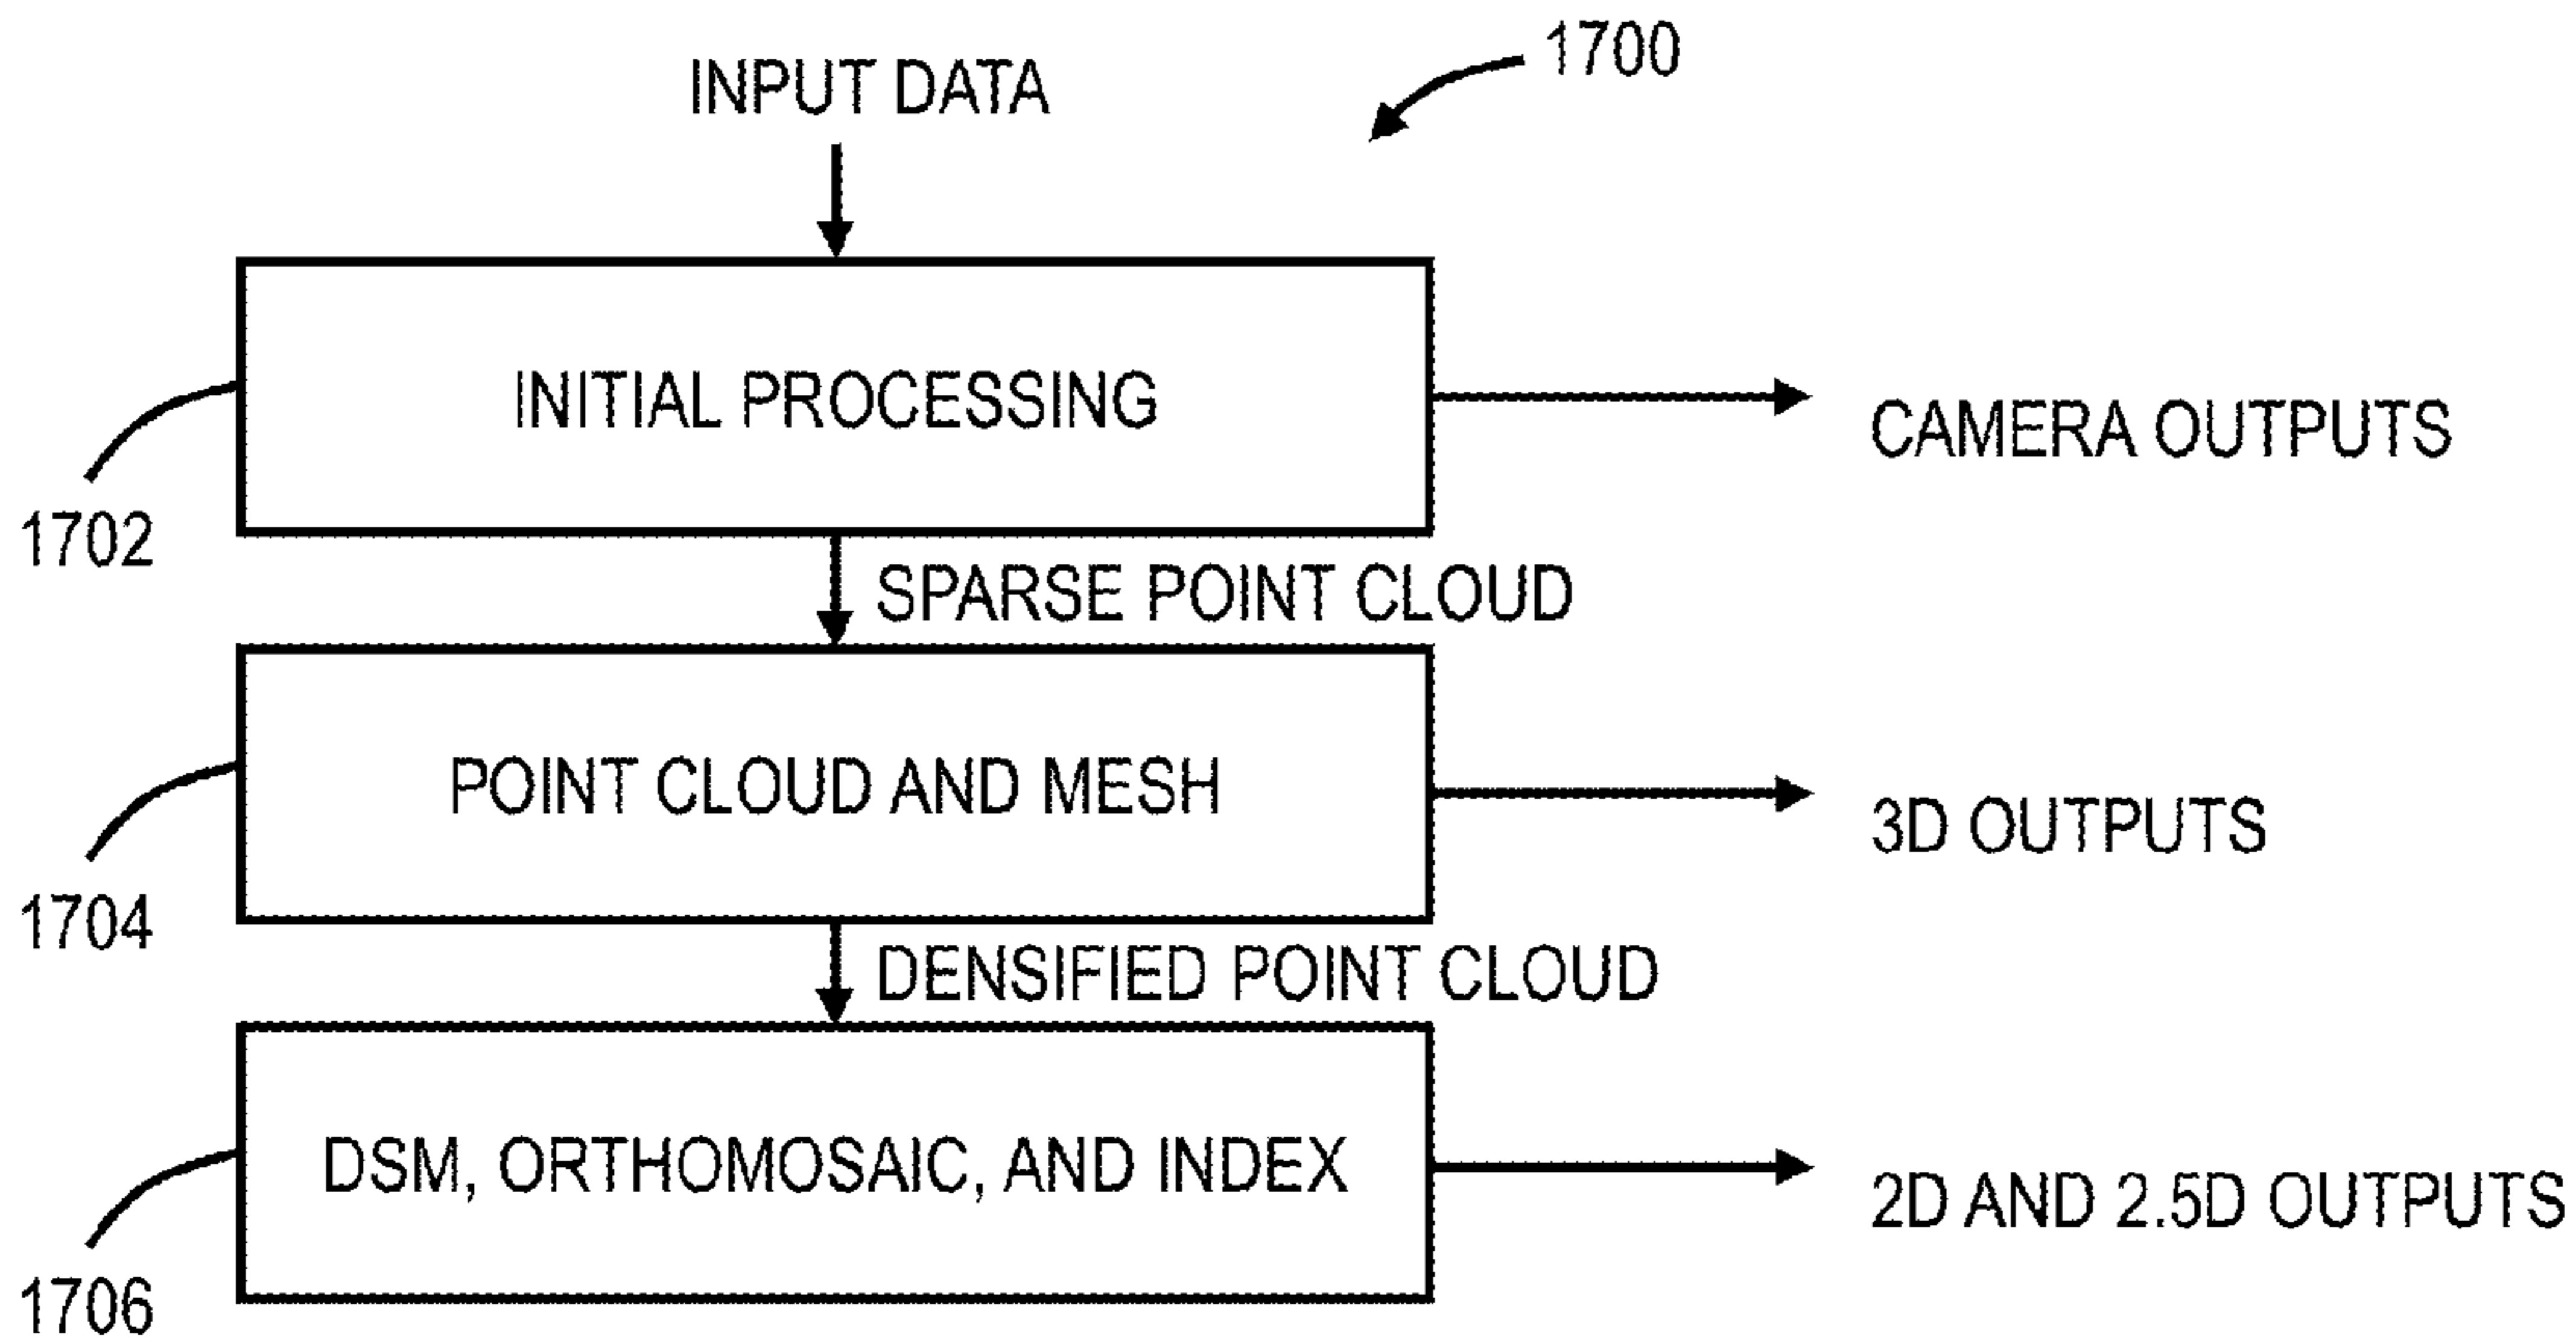 1700
INPUT DATA
INITIAL PROCESSING
CAMERA OUTPUTS
1702
SPARSE POINT CLOUD
POINT CLOUD AND MESH
3D OUTPUTS
1704
DENSIFIED POINT CLOUD
DSM, ORTHOMOSAIC, AND INDEX
2D AND 2.5D OUTPUTS
1706